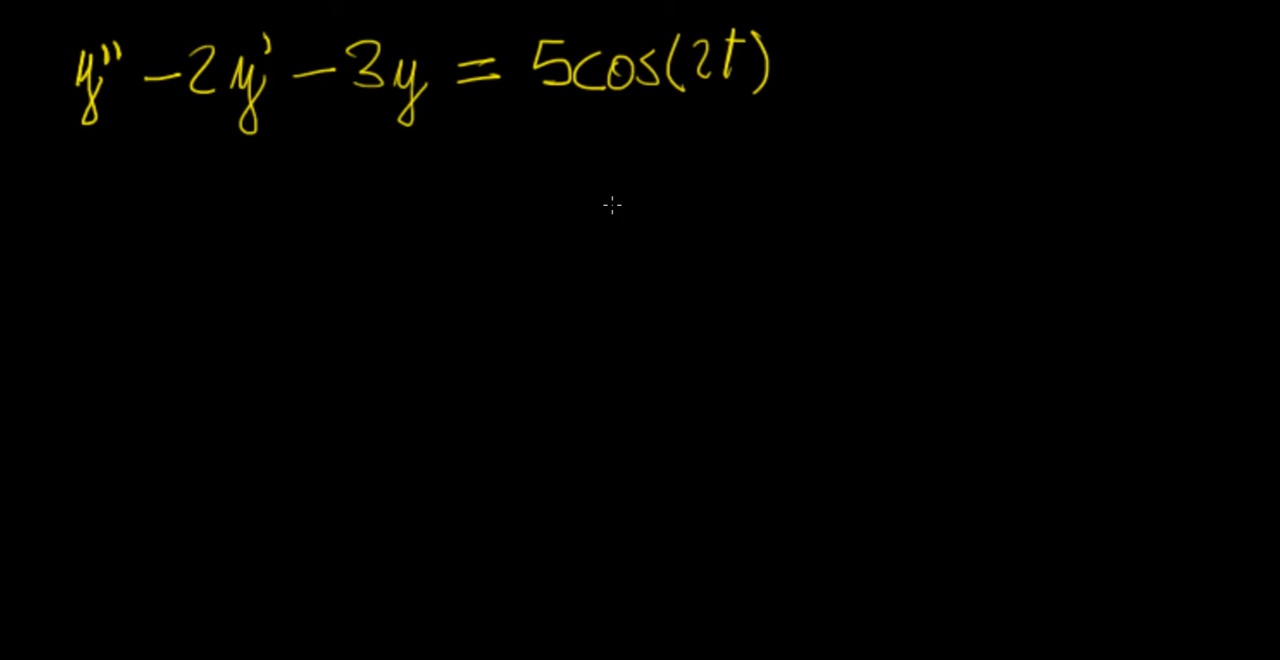 y'' - 2y' - 3y = 5cos(2t)